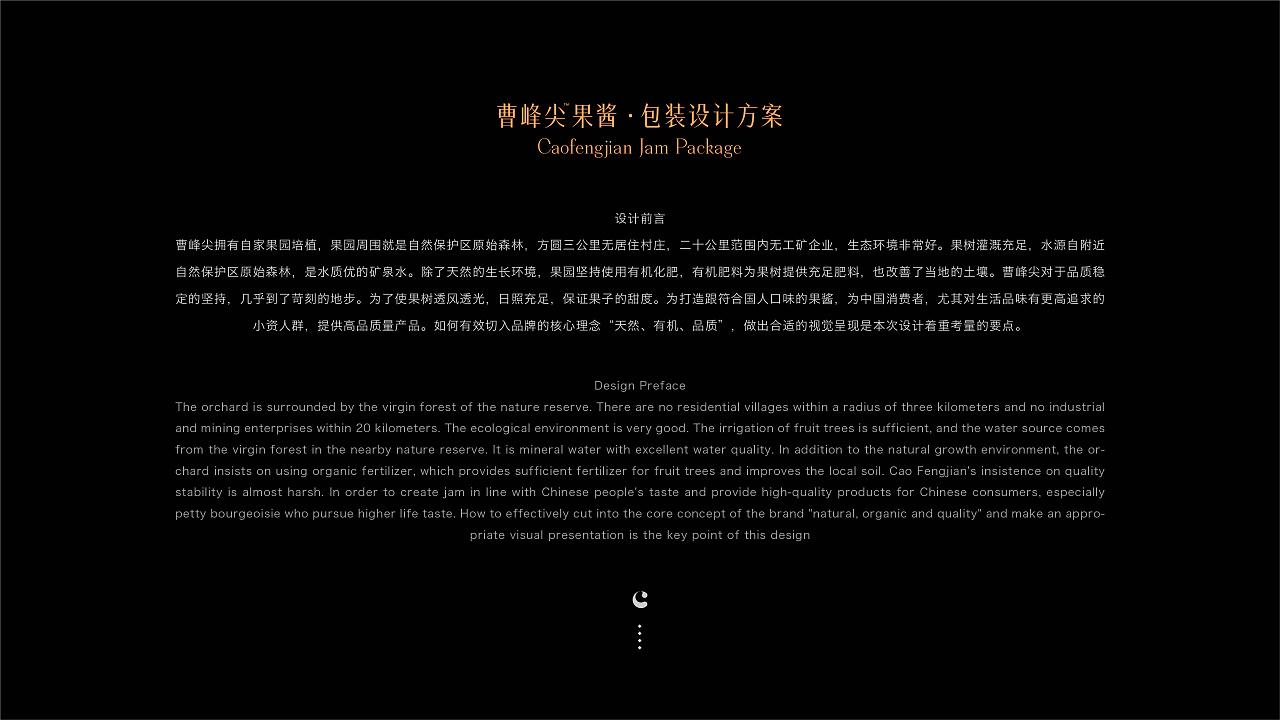 曹峰尖™果酱·包装设计方案
Caofengjian Jam Package
设计前言
曹峰尖拥有自家果园培植，果园周围就是自然保护区原始森林，方圆三公里无居住村庄，二十公里范围内无工矿企业，生态环境非常好。果树灌溉充足，水源自附近
自然保护区原始森林，是水质优的矿泉水。除了天然的生长环境，果园坚持使用有机化肥，有机肥料为果树提供充足肥料，也改善了当地的土壤。曹峰尖对于品质稳
定的坚持，几乎到了苛刻的地步。为了使果树透风透光，日照充足，保证果子的甜度。为打造跟符合国人口味的果酱，为中国消费者，尤其对生活品味有更高追求的
小资人群，提供高品质量产品。如何有效切入品牌的核心理念“天然、有机、品质”，做出合适的视觉呈现是本次设计着重考量的要点。
Design Preface
The orchard is surrounded by the virgin forest of the nature reserve. There are no residential villages within a radius of three kilometers and no industrial
and mining enterprises within 20 kilometers. The ecological environment is very good. The irrigation of fruit trees is sufficient, and the water source comes
from the virgin forest in the nearby nature reserve. It is mineral water with excellent water quality. In addition to the natural growth environment, the or-
chard insists on using organic fertilizer, which provides sufficient fertilizer for fruit trees and improves the local soil. Cao Fengjian's insistence on quality
stability is almost harsh. In order to create jam in line with Chinese people's taste and provide high-quality products for Chinese consumers, especially
petty bourgeoisie who pursue higher life taste. How to effectively cut into the core concept of the brand "natural, organic and quality" and make an appro-
priate visual presentation is the key point of this design